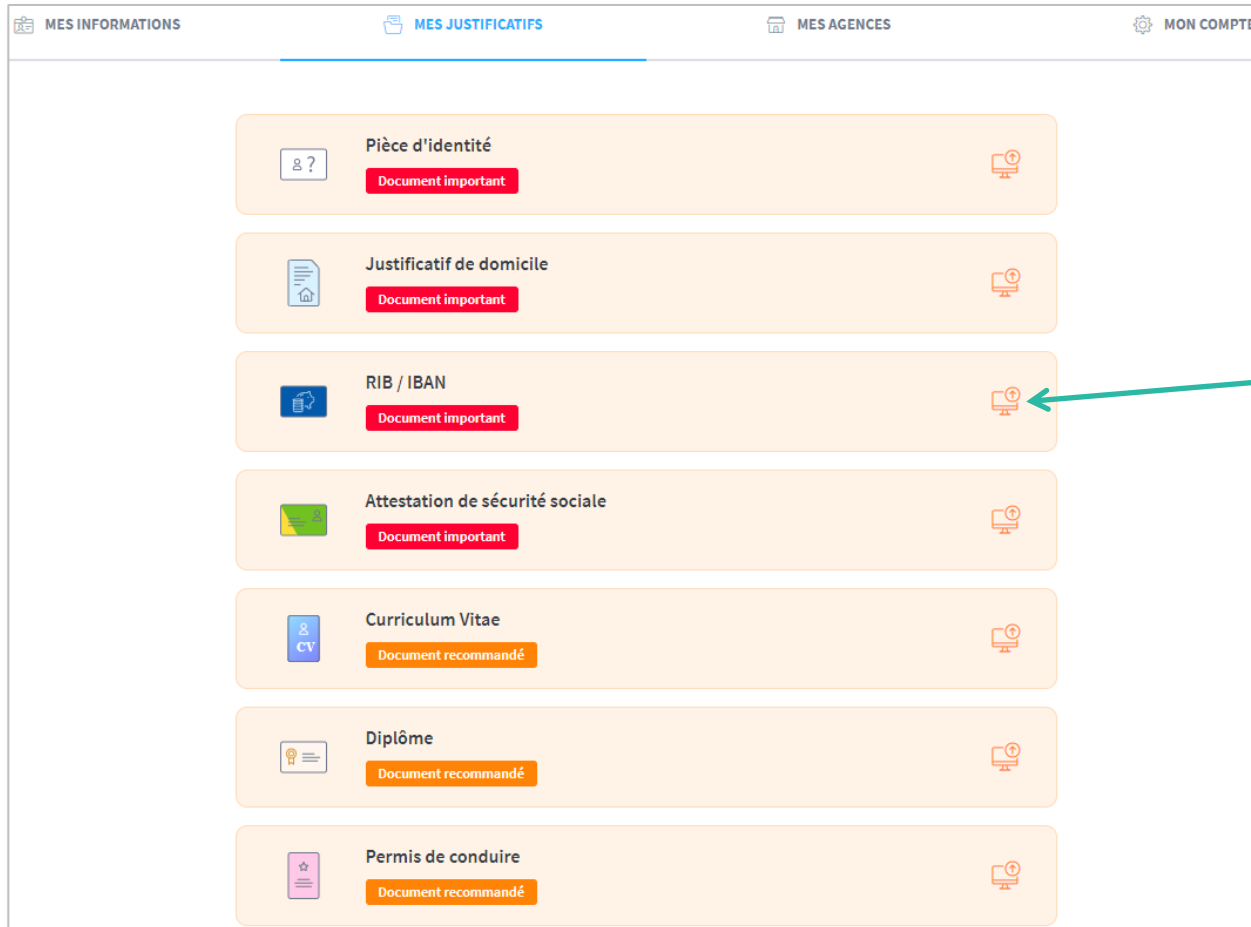 MES INFORMATIONS
MES JUSTIFICATIFS
MES AGENCES
MON COMPTE
?
Pièce d'identité
Document important
Justificatif de domicile
Document important
RIB / IBAN
Document important
Attestation de sécurité sociale
Document important
CV
Curriculum Vitae
Document recommandé
Diplôme
Document recommandé
Permis de conduire
Document recommandé